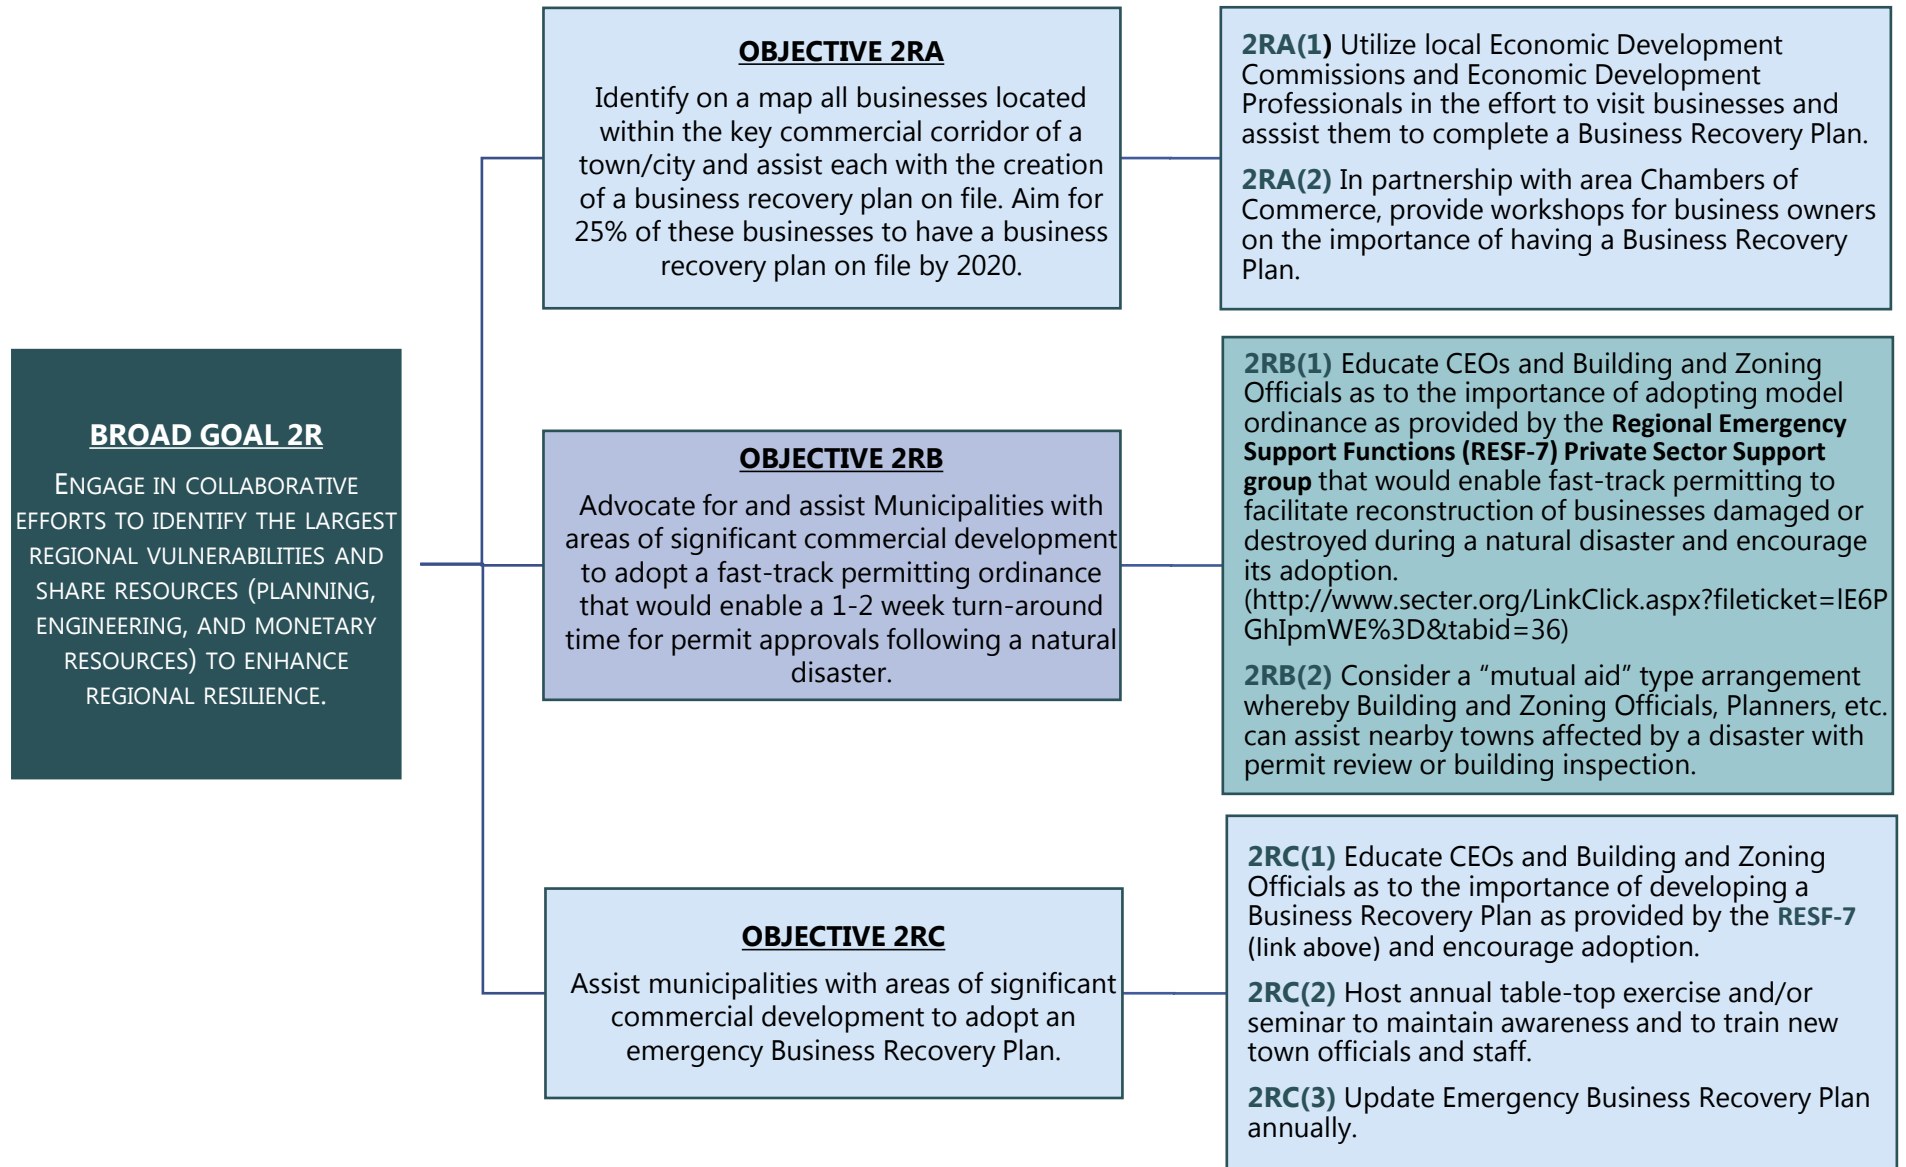 BROAD GOAL 2R
ENGAGE IN COLLABORATIVE
EFFORTS TO IDENTIFY THE LARGEST
REGIONAL VULNERABILITIES AND
SHARE RESOURCES (PLANNING,
ENGINEERING, AND MONETARY
RESOURCES) TO ENHANCE
REGIONAL RESILIENCE.
OBJECTIVE 2RA
Identify on a map all businesses located
within the key commercial corridor of a
town/city and assist each with the creation
of a business recovery plan on file. Aim for
25% of these businesses to have a business
recovery plan on file by 2020.
2RA(1) Utilize local Economic Development
Commissions and Economic Development
Professionals in the effort to visit businesses and
asssist them to complete a Business Recovery Plan.
2RA(2) In partnership with area Chambers of
Commerce, provide workshops for business owners
on the importance of having a Business Recovery
Plan.
OBJECTIVE 2RB
Advocate for and assist Municipalities with
areas of significant commercial development
to adopt a fast-track permitting ordinance
that would enable a 1-2 week turn-around
time for permit approvals following a natural
disaster.
2RB(1) Educate CEOs and Building and Zoning
Officials as to the importance of adopting model
ordinance as provided by the Regional Emergency
Support Functions (RESF-7) Private Sector Support
group that would enable fast-track permitting to
facilitate reconstruction of businesses damaged or
destroyed during a natural disaster and encourage
its adoption.
(http://www.secter.org/LinkClick.aspx?fileticket=lE6P
GhIpmWE%3D&tabid=36)
2RB(2) Consider a “mutual aid” type arrangement
whereby Building and Zoning Officials, Planners, etc.
can assist nearby towns affected by a disaster with
permit review or building inspection.
OBJECTIVE 2RC
Assist municipalities with areas of significant
commercial development to adopt an
emergency Business Recovery Plan.
2RC(1) Educate CEOs and Building and Zoning
Officials as to the importance of developing a
Business Recovery Plan as provided by the RESF-7
(link above) and encourage adoption.
2RC(2) Host annual table-top exercise and/or
seminar to maintain awareness and to train new
town officials and staff.
2RC(3) Update Emergency Business Recovery Plan
annually.